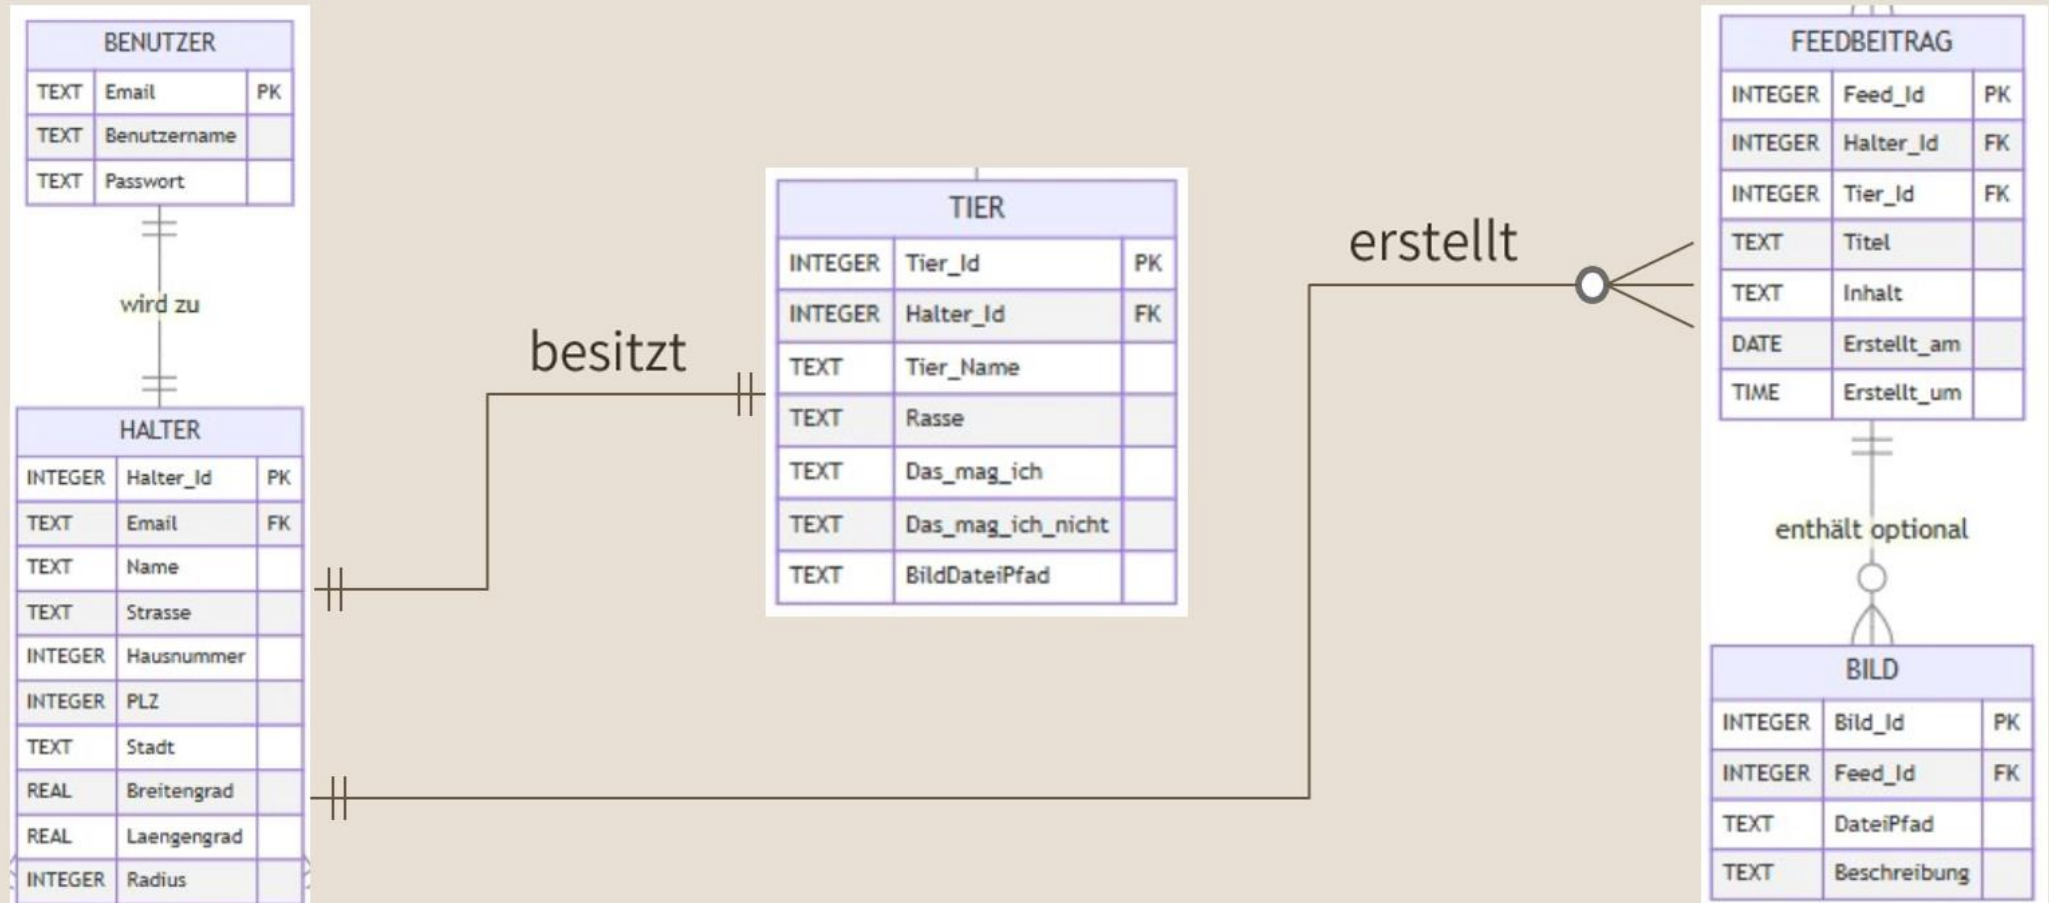 BENUTZER
TEXT Email PK
TEXT Benutzername
TEXT Passwort
wird zu
HALTER
INTEGER Halter_Id PK
TEXT Email FK
TEXT Name
TEXT Strasse
INTEGER Hausnummer
INTEGER PLZ
TEXT Stadt
REAL Breitengrad
REAL Laengengrad
INTEGER Radius
besitzt
TIER
INTEGER Tier_Id PK
INTEGER Halter_Id FK
TEXT Tier_Name
TEXT Rasse
TEXT Das_mag_ich
TEXT Das_mag_ich_nicht
TEXT BildDateiPfad
erstellt
FEEDBEITRAG
INTEGER Feed_Id PK
INTEGER Halter_Id FK
INTEGER Tier_Id FK
TEXT Titel
TEXT Inhalt
DATE Erstellt_am
TIME Erstellt_um
enthält optional
BILD
INTEGER Bild_Id PK
INTEGER Feed_Id FK
TEXT DateiPfad
TEXT Beschreibung